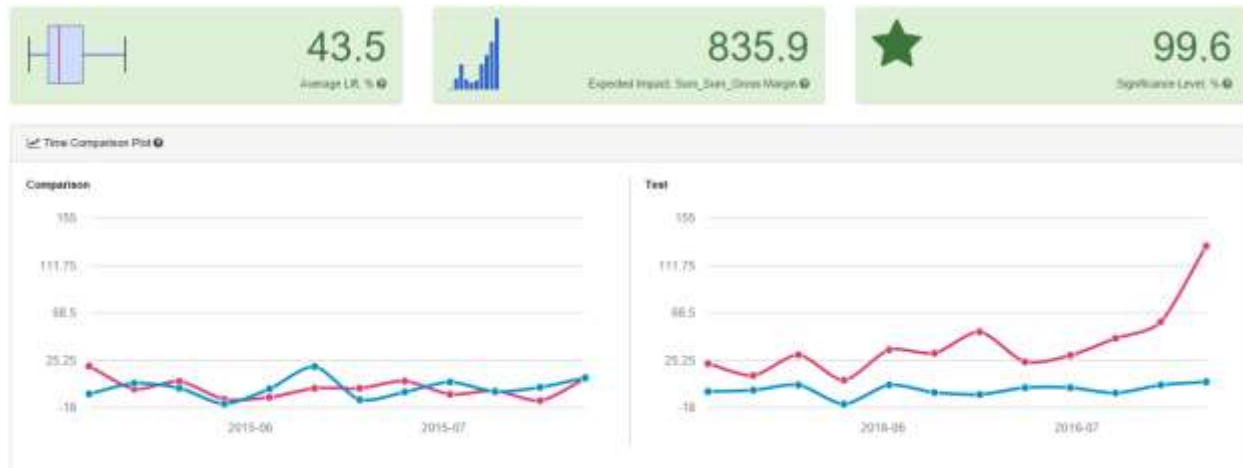 43.5
Average Lift, %
835.9
Expected Impact: Sum_Sum_Gross Margin
99.6
Significance Level, %
Time Comparison Plot
Comparison
155
111.75
68.5
25.25
-18
2015-06
2015-07
Test
155
111.75
68.5
25.25
-18
2016-06
2016-07